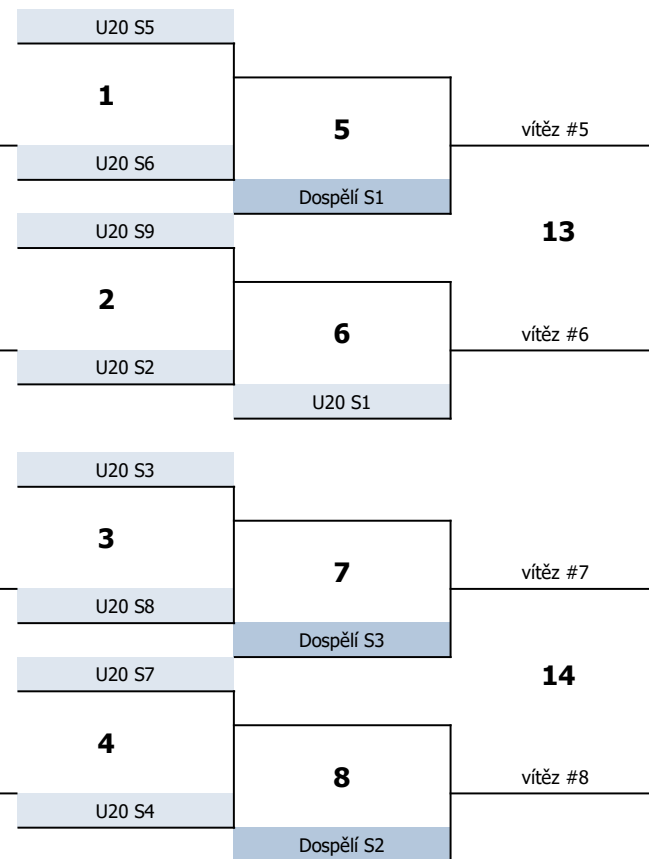 U20 S5
1
5
vítěz #5
U20 S6
Dospělí S1
U20 S9
13
2
6
vítěz #6
U20 S2
U20 S1
U20 S3
3
7
vítěz #7
U20 S8
Dospělí S3
U20 S7
14
4
8
vítěz #8
U20 S4
Dospělí S2